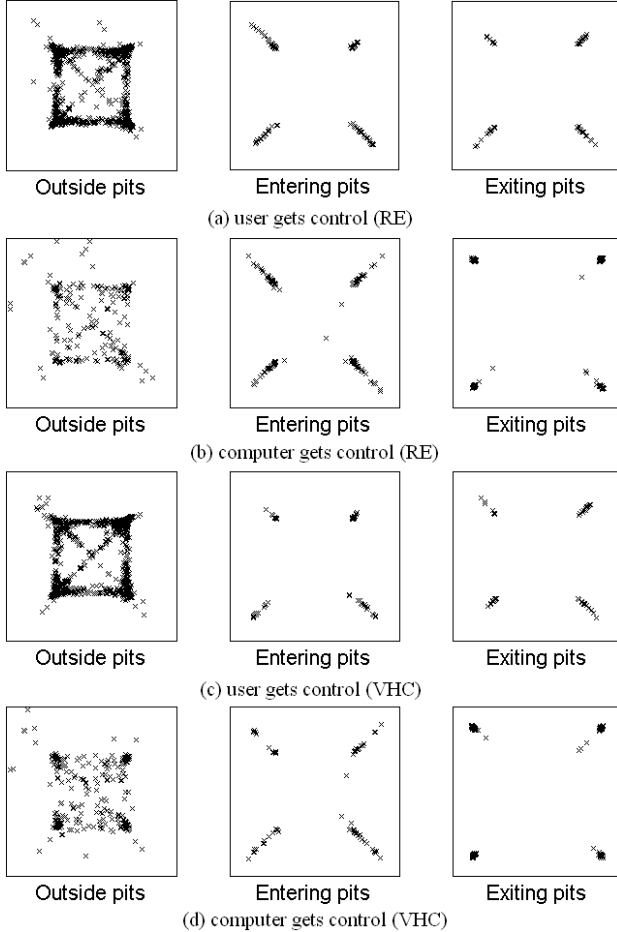 Outside pits Entering pits Exiting pits
(a) user gets control (RE)
Outside pits Entering pits Exiting pits
(b) computer gets control (RE)
Outside pits Entering pits Exiting pits
(c) user gets control (VHC)
Outside pits Entering pits Exiting pits
(d) computer gets control (VHC)